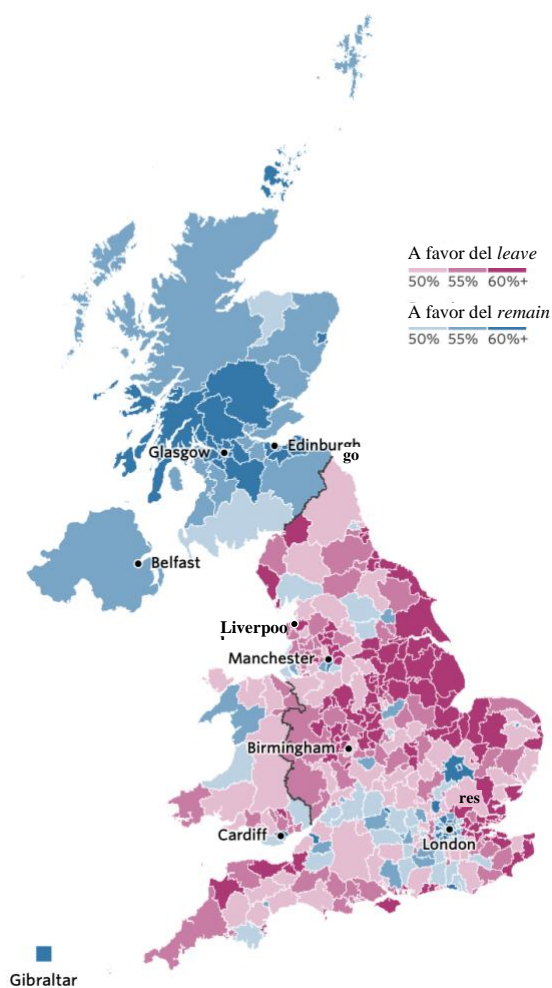 A favor del leave
50% 55% 60%+
A favor del remain
50% 55% 60%+
Glasgow
Edinburgh
go
Belfast
Liverpoo
Manchester
Birmingham
res
Cardiff
London
Gibraltar